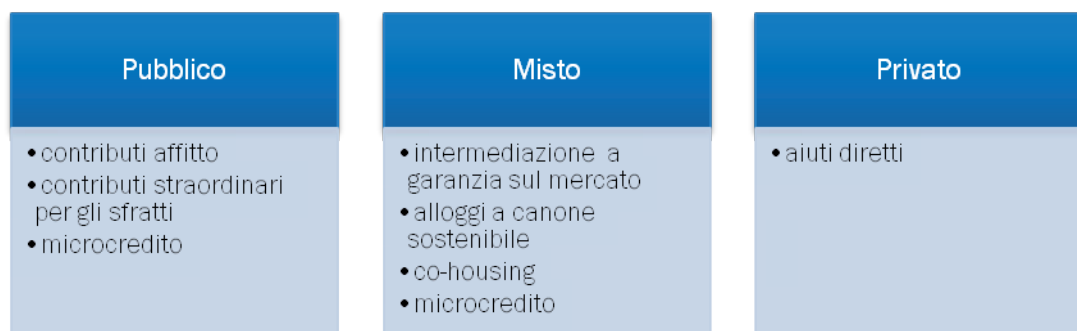 Pubblico
• contributi affitto
• contributi straordinari
per gli sfratti
• microcredito
Misto
• intermediazione a
garanzia sul mercato
• alloggi a canone
sostenibile
• co-housing
• microcredito
Privato
• aiuti diretti